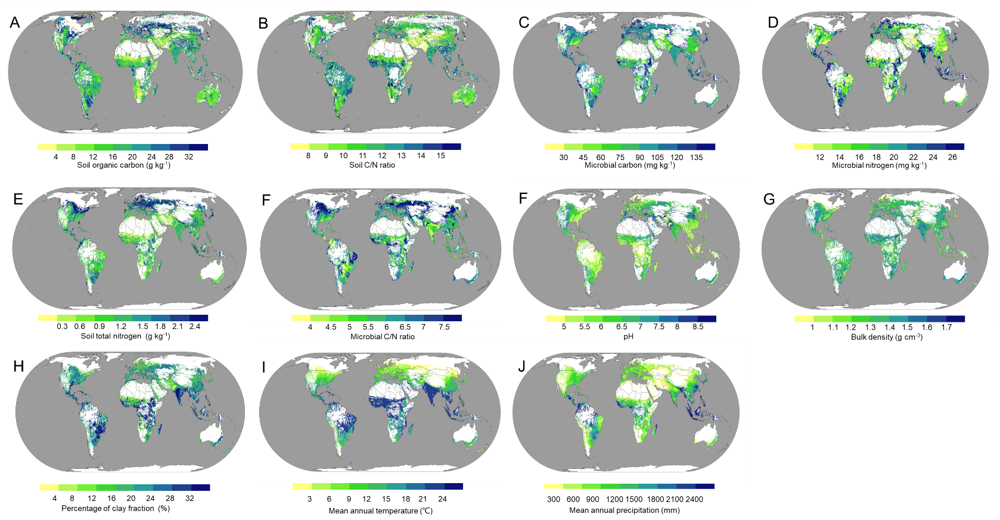 A
B
C
D
4 8 12 16 20 24 28 32
Soil organic carbon (g kg⁻¹)
8 9 10 11 12 13 14 15
Soil C/N ratio
30 45 60 75 90 105 120 135
Microbial carbon (mg kg⁻¹)
12 14 16 18 20 22 24 26
Microbial nitrogen (mg kg⁻¹)
E
F
F
G
0.3 0.6 0.9 1.2 1.5 1.8 2.1 2.4
Soil total nitrogen (g kg⁻¹)
4 4.5 5 5.5 6 6.5 7 7.5
Microbial C/N ratio
5 5.5 6 6.5 7 7.5 8 8.5
pH
1 1.1 1.2 1.3 1.4 1.5 1.6 1.7
Bulk density (g cm⁻³)
H
I
J
4 8 12 16 20 24 28 32
Percentage of clay fraction (%)
3 6 9 12 15 18 21 24
Mean annual temperature (℃)
300 600 900 1200 1500 1800 2100 2400
Mean annual precipitation (mm)